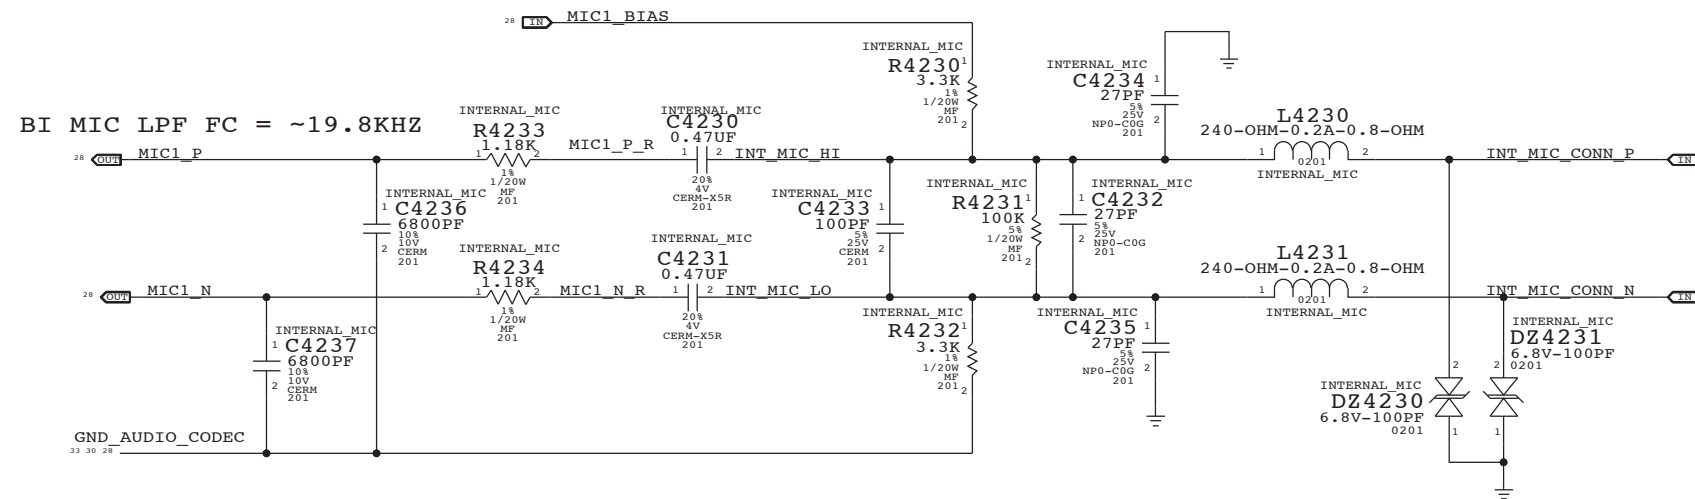 28 IN MIC1_BIAS
INTERNAL_MIC
R4230
1
3.3K
1%
1/20W
MF
201
2
INTERNAL_MIC
C4234
1
27PF
5%
25V
NP0-C0G
201
2
BI MIC LPF FC = ~19.8KHZ
28 OUT MIC1_P
INTERNAL_MIC
R4233
1.18K
1 2
1%
1/20W
MF
201
MIC1_P_R
INTERNAL_MIC
C4230
0.47UF
1 2
20%
4V
CERM-X5R
201
INT_MIC_HI
L4230
240-OHM-0.2A-0.8-OHM
1 2
0201
INTERNAL_MIC
INT_MIC_CONN_P
IN
INTERNAL_MIC
C4236
1
6800PF
10%
10V
CERM
201
2
INTERNAL_MIC
C4233
1
100PF
5%
25V
CERM
201
2
INTERNAL_MIC
R4231
1
100K
5%
1/20W
MF
201
2
INTERNAL_MIC
C4232
1
27PF
5%
25V
NP0-C0G
201
2
28 OUT MIC1_N
INTERNAL_MIC
R4234
1.18K
1 2
1%
1/20W
MF
201
MIC1_N_R
INTERNAL_MIC
C4231
0.47UF
1 2
20%
4V
CERM-X5R
201
INT_MIC_LO
L4231
240-OHM-0.2A-0.8-OHM
1 2
0201
INTERNAL_MIC
INT_MIC_CONN_N
IN
INTERNAL_MIC
C4237
1
6800PF
10%
10V
CERM
201
2
INTERNAL_MIC
R4232
1
3.3K
1%
1/20W
MF
201
2
INTERNAL_MIC
C4235
1
27PF
5%
25V
NP0-C0G
201
2
INTERNAL_MIC
DZ4231
6.8V-100PF
0201
2
1
INTERNAL_MIC
DZ4230
6.8V-100PF
0201
2
1
GND_AUDIO_CODEC
33 30 28